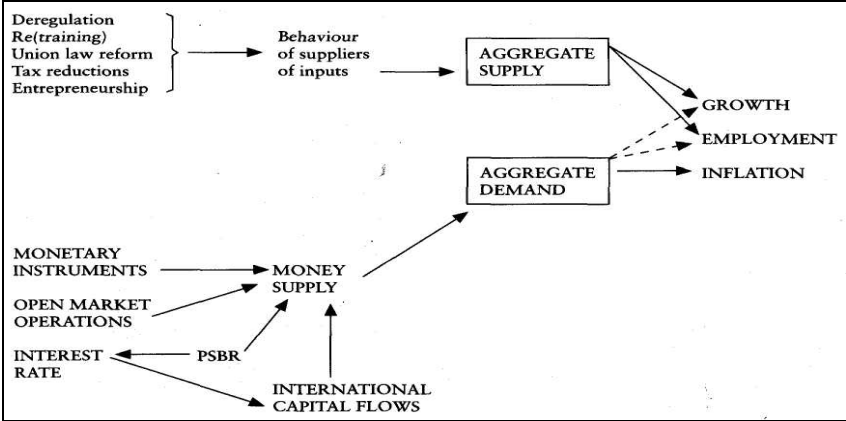 Deregulation
Re(training)
Union law reform
Tax reductions
Entrepreneurship
Behaviour
of suppliers
of inputs
AGGREGATE
SUPPLY
GROWTH
EMPLOYMENT
INFLATION
AGGREGATE
DEMAND
MONETARY
INSTRUMENTS
MONEY
SUPPLY
OPEN MARKET
OPERATIONS
INTEREST
RATE
PSBR
INTERNATIONAL
CAPITAL FLOWS